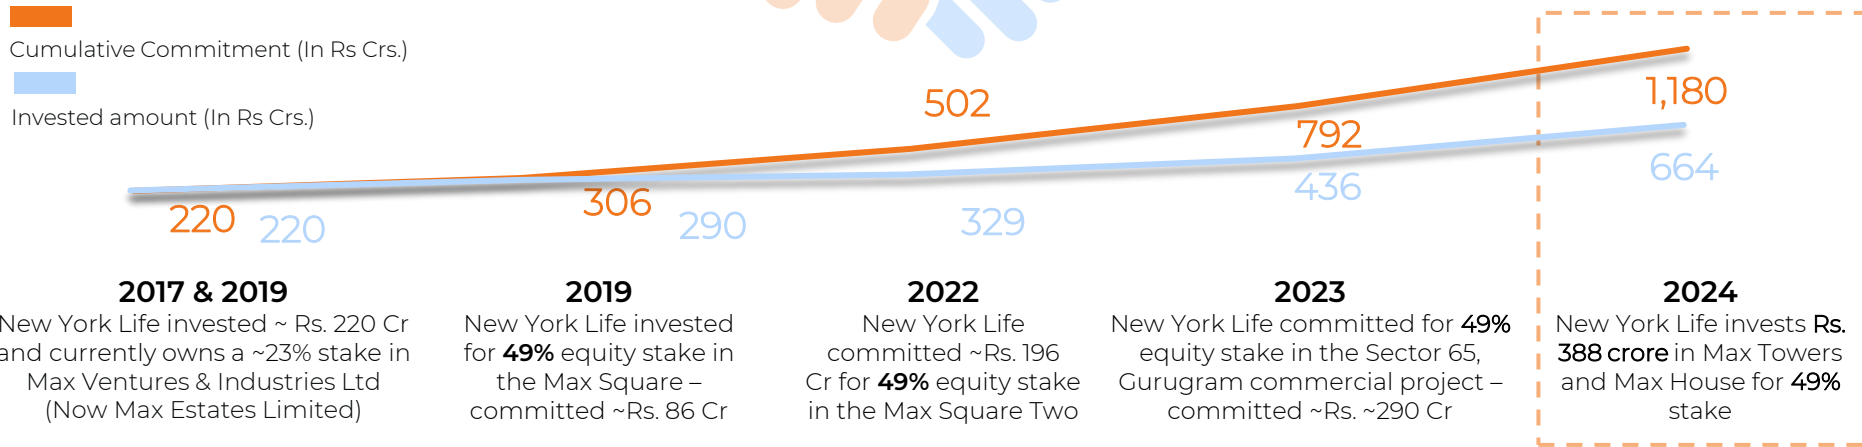 Cumulative Commitment (In Rs Crs.)
Invested amount (In Rs Crs.)
220
220
306
290
502
329
792
436
1,180
664
2017 & 2019
New York Life invested ~ Rs. 220 Cr
and currently owns a ~23% stake in
Max Ventures & Industries Ltd
(Now Max Estates Limited)
2019
New York Life invested
for 49% equity stake in
the Max Square –
committed ~Rs. 86 Cr
2022
New York Life
committed ~Rs. 196
Cr for 49% equity stake
in the Max Square Two
2023
New York Life committed for 49%
equity stake in the Sector 65,
Gurugram commercial project –
committed ~Rs. ~290 Cr
2024
New York Life invests Rs.
388 crore in Max Towers
and Max House for 49%
stake